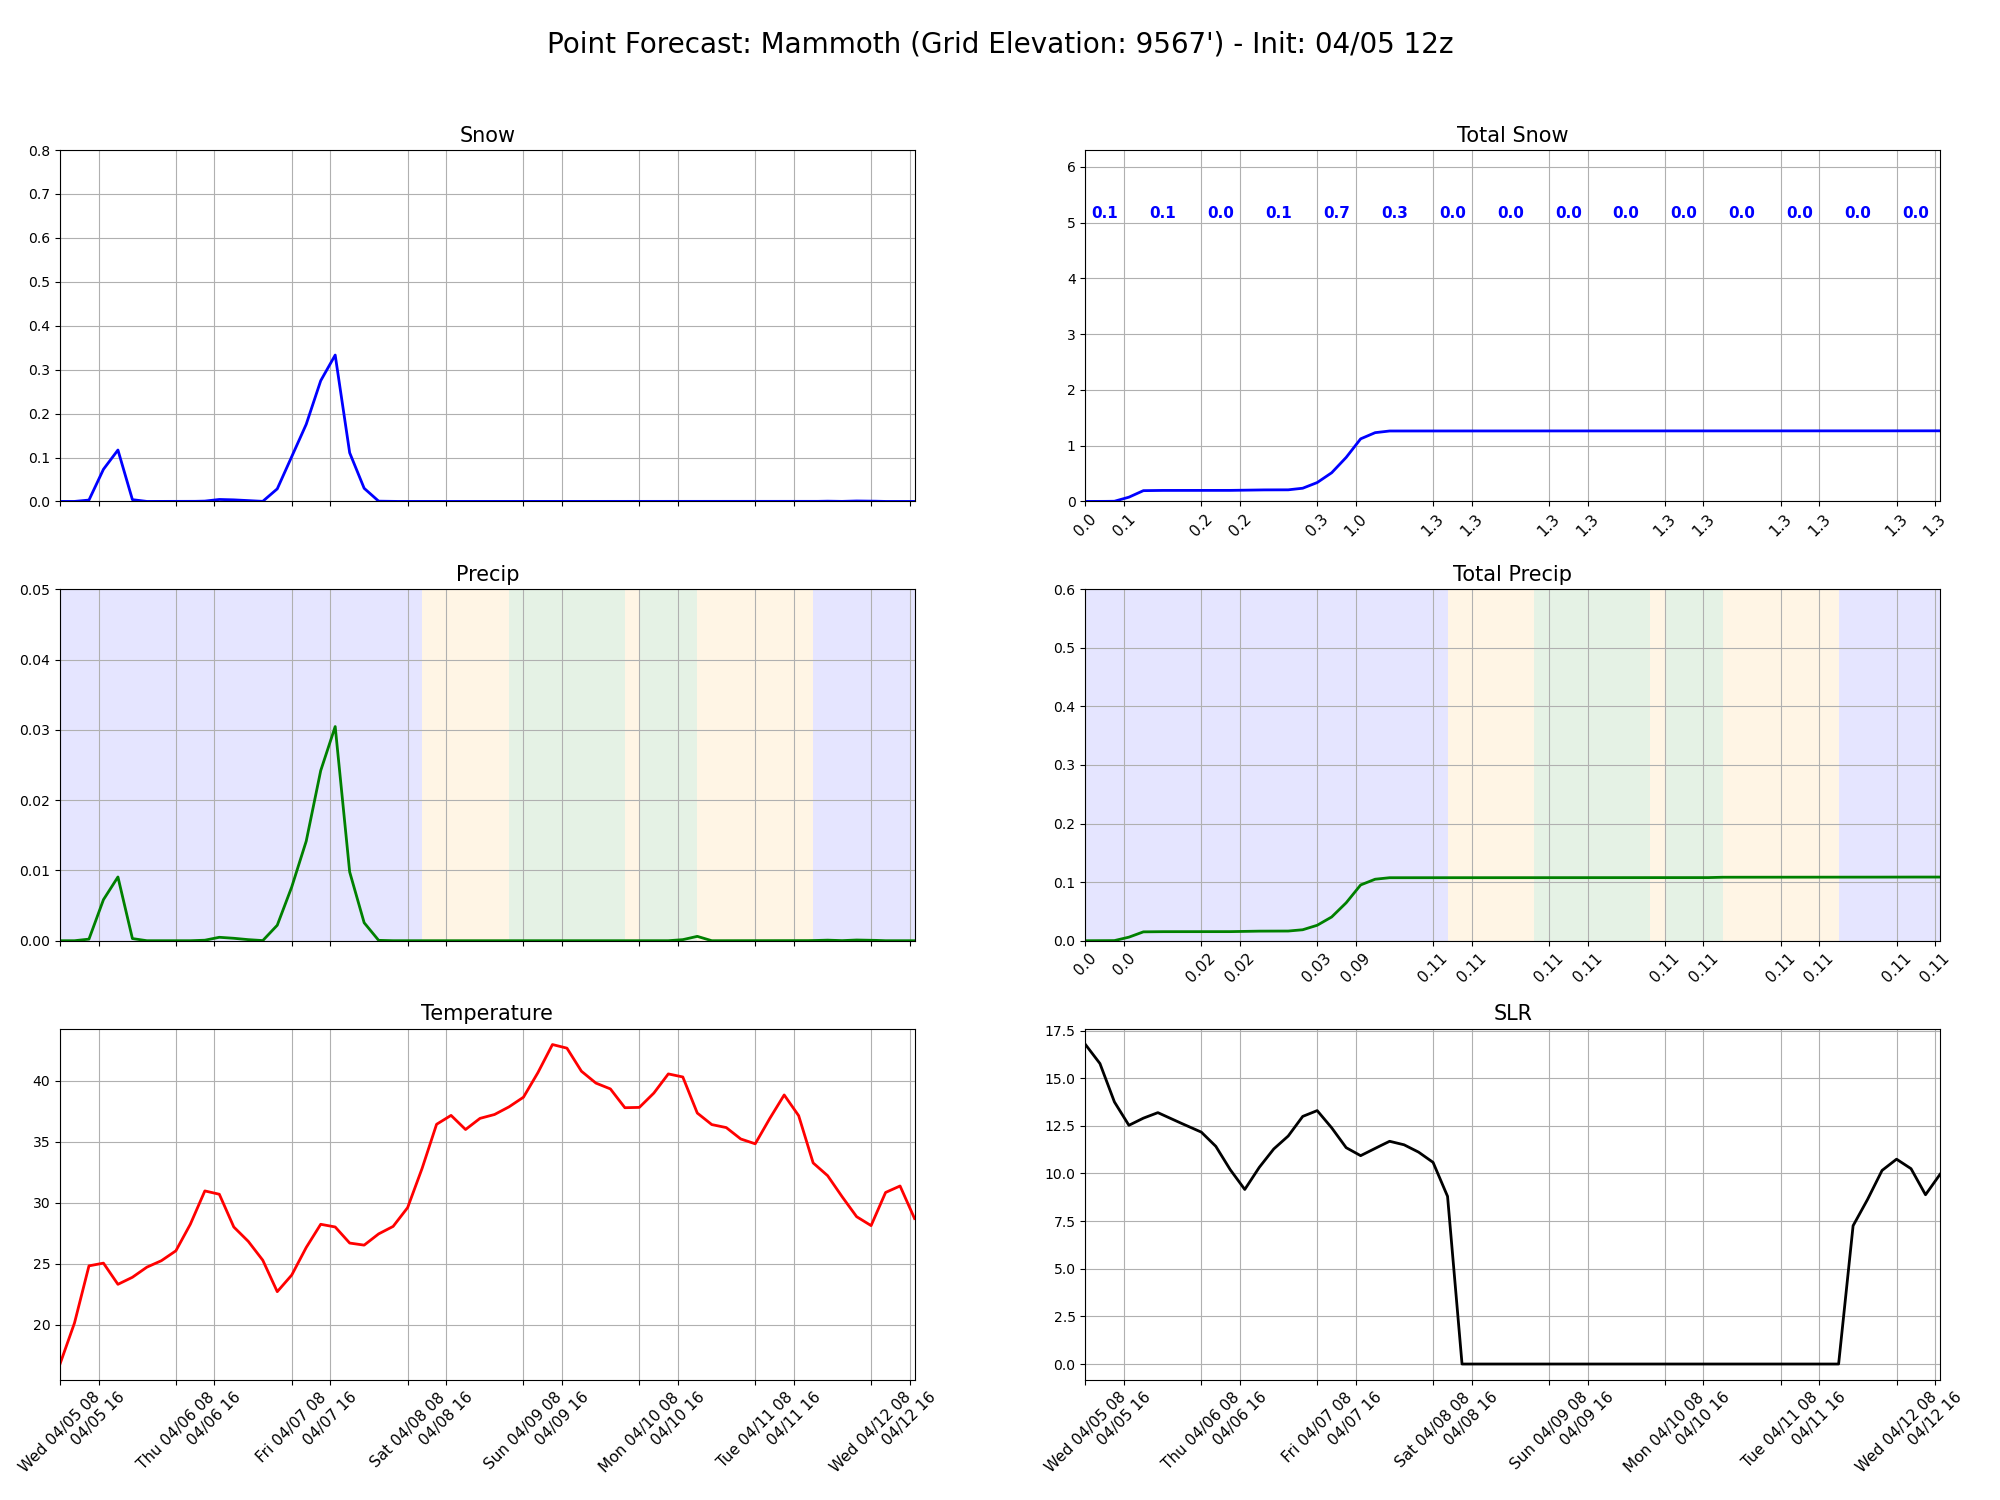 Point Forecast: Mammoth (Grid Elevation: 9567') - Init: 04/05 12z
Snow
0.8
0.7
0.6
0.5
0.4
0.3
0.2
0.1
0.0
Total Snow
6
5
4
3
2
1
0
0.1 0.1 0.0 0.1 0.7 0.3 0.0 0.0 0.0 0.0 0.0 0.0 0.0 0.0 0.0
0.0 0.1 0.2 0.2 0.3 1.0 1.3 1.3 1.3 1.3 1.3 1.3 1.3 1.3 1.3 1.3
Precip
0.05
0.04
0.03
0.02
0.01
0.00
Total Precip
0.6
0.5
0.4
0.3
0.2
0.1
0.0
0.0 0.0 0.02 0.02 0.03 0.09 0.11 0.11 0.11 0.11 0.11 0.11 0.11 0.11 0.11 0.11
Temperature
40
35
30
25
20
Wed 04/05 08
04/05 16
Thu 04/06 08
04/06 16
Fri 04/07 08
04/07 16
Sat 04/08 08
04/08 16
Sun 04/09 08
04/09 16
Mon 04/10 08
04/10 16
Tue 04/11 08
04/11 16
Wed 04/12 08
04/12 16
SLR
17.5
15.0
12.5
10.0
7.5
5.0
2.5
0.0
Wed 04/05 08
04/05 16
Thu 04/06 08
04/06 16
Fri 04/07 08
04/07 16
Sat 04/08 08
04/08 16
Sun 04/09 08
04/09 16
Mon 04/10 08
04/10 16
Tue 04/11 08
04/11 16
Wed 04/12 08
04/12 16